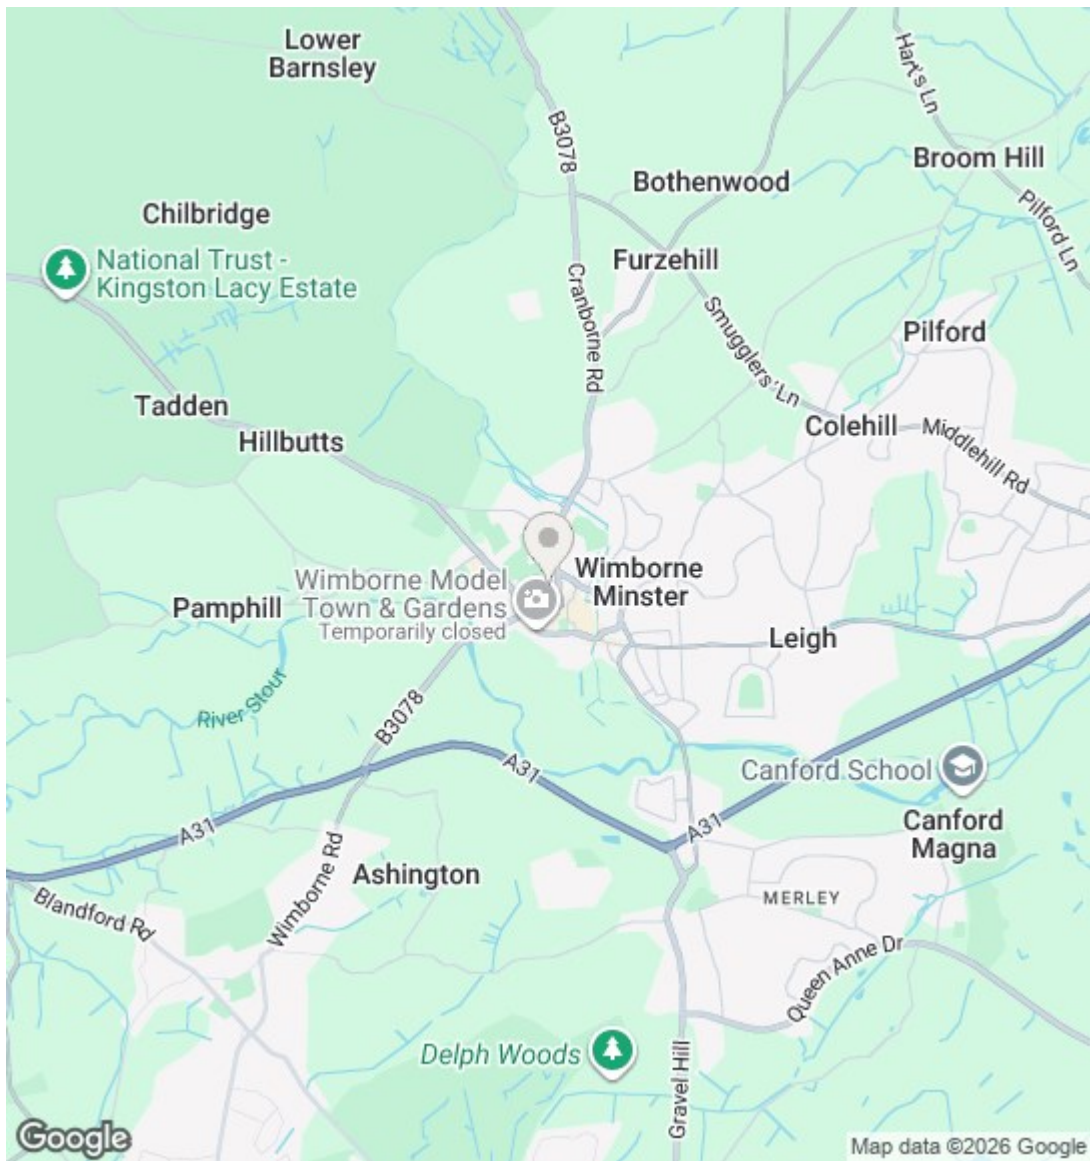 Lower
Barnsley
Hart's Ln
B3078
Broom Hill
Bothenwood
Chilbridge
Pilford Ln
National Trust -
Kingston Lacy Estate
Furzehill
Cranborne Rd
Smugglers' Ln
Pilford
Tadden
Hillbutts
Colehill
Middlehill Rd
Wimborne
Minster
Wimborne Model
Town & Gardens
Temporarily closed
Pamphill
Leigh
River Stour
B3078
A31
Canford School
A31
A31
Canford
Magna
Wimborne Rd
Ashington
MERLEY
Blandford Rd
Queen Anne Dr
Delph Woods
Gravel Hill
Google
Map data ©2026 Google